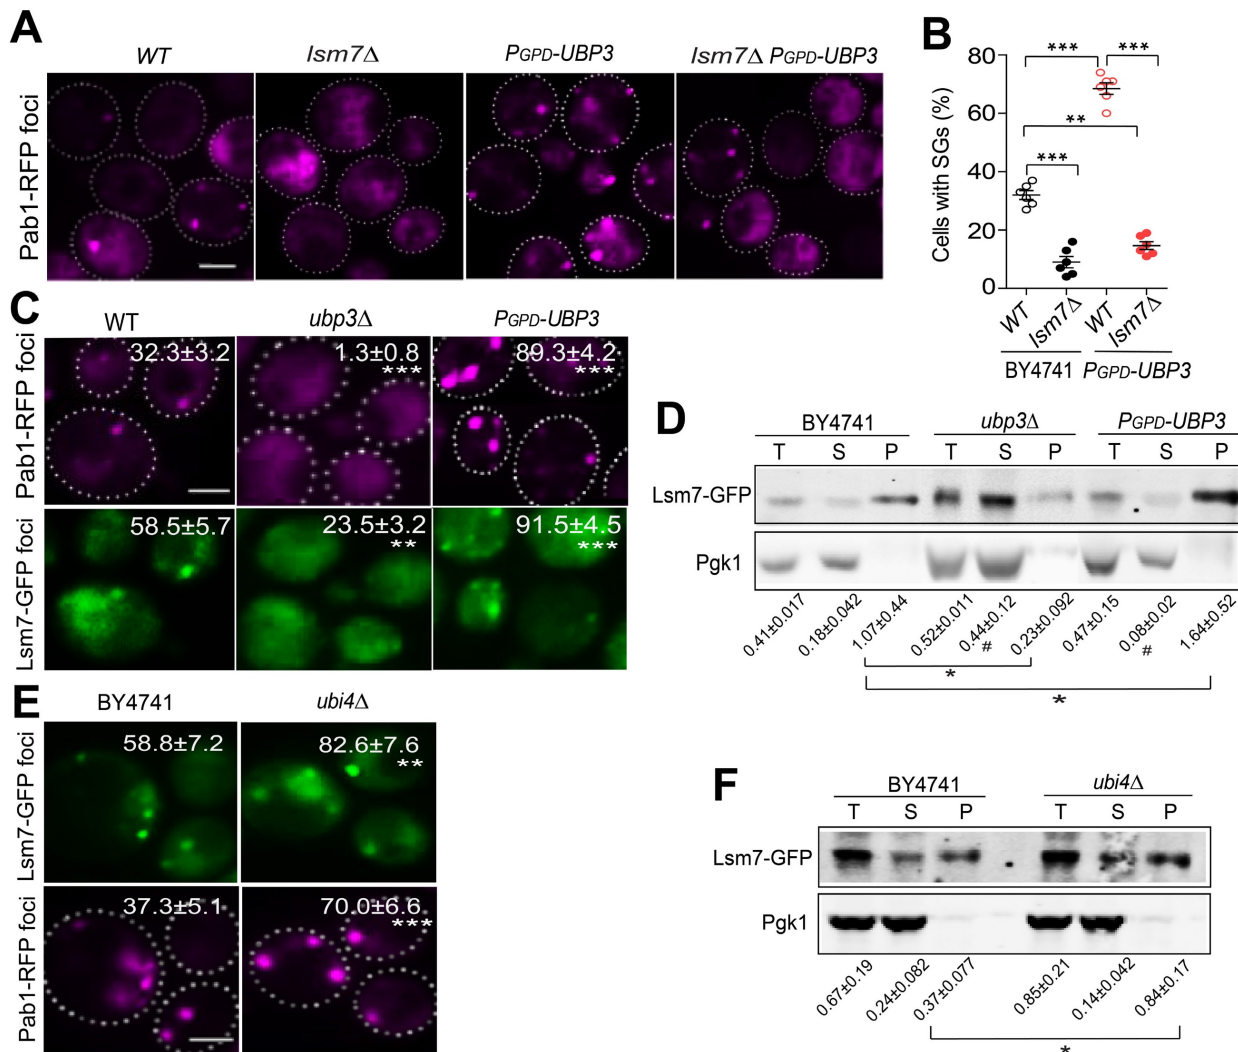 A
WT
lsm7Δ
PGPD-UBP3
lsm7Δ PGPD-UBP3
Pab1-RFP foci
B
Cells with SGs (%)
80
60
40
20
0
***
***
**
***
WT
lsm7Δ
WT
lsm7Δ
BY4741
PGPD-UBP3
C
WT
ubp3Δ
PGPD-UBP3
Pab1-RFP foci
32.3±3.2
1.3±0.8
***
89.3±4.2
***
Lsm7-GFP foci
58.5±5.7
23.5±3.2
**
91.5±4.5
***
D
BY4741
ubp3Δ
PGPD-UBP3
T S P T S P T S P
Lsm7-GFP
Pgk1
0.41±0.017
0.18±0.042
1.07±0.44
0.52±0.011
0.44±0.12
#
0.23±0.092
0.47±0.15
0.08±0.02
#
1.64±0.52
*
*
E
BY4741
ubi4Δ
Lsm7-GFP foci
58.8±7.2
82.6±7.6
**
Pab1-RFP foci
37.3±5.1
70.0±6.6
***
F
BY4741
ubi4Δ
T S P T S P
Lsm7-GFP
Pgk1
0.67±0.19
0.24±0.082
0.37±0.077
0.85±0.21
0.14±0.042
0.84±0.17
*